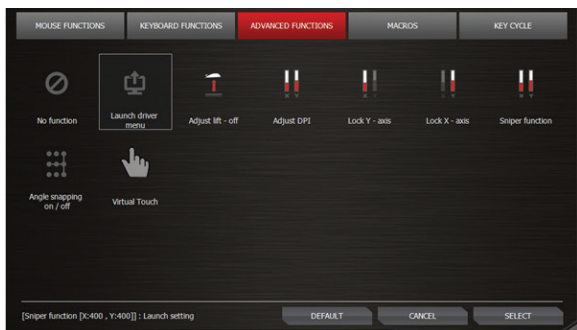 MOUSE FUNCTIONS KEYBOARD FUNCTIONS ADVANCED FUNCTIONS MACROS KEY CYCLE
No function Launch driver menu Adjust lift - off Adjust DPI Lock Y - axis Lock X - axis Sniper function
X Y X Y X Y X Y
Angle snapping on / off Virtual Touch
[Sniper function [X:400 , Y:400]] : Launch setting DEFAULT CANCEL SELECT